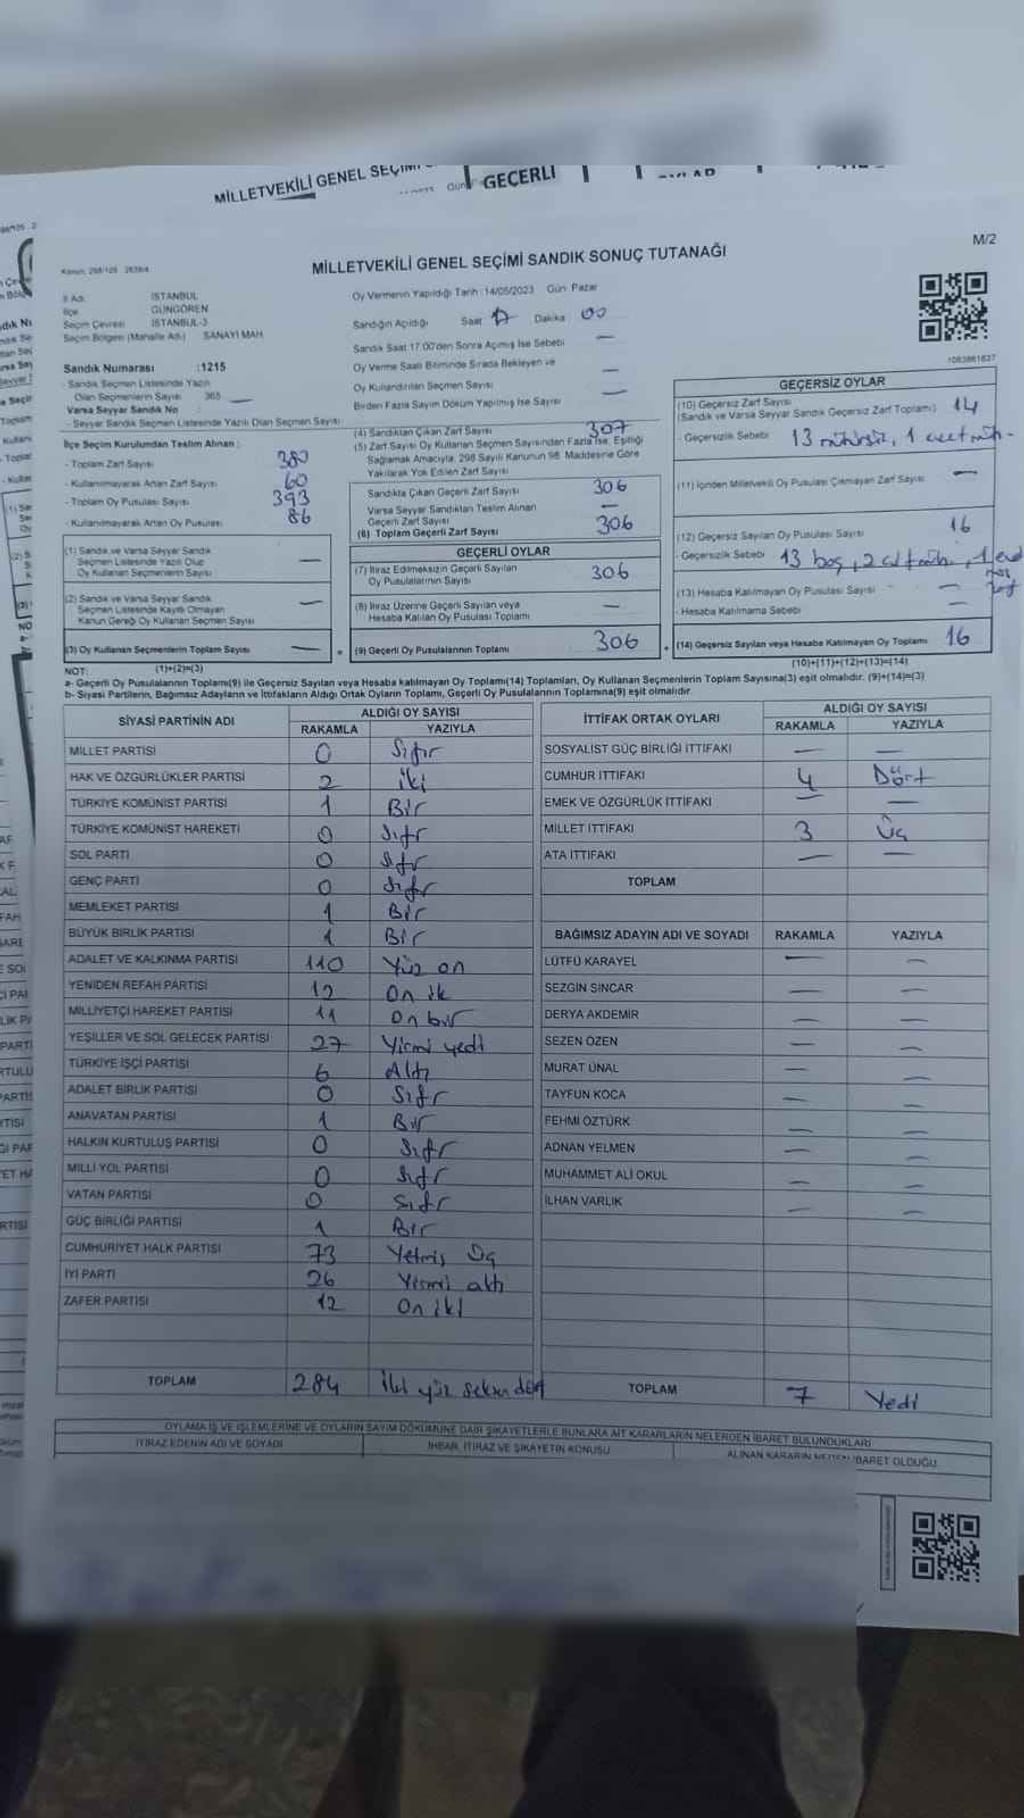 MİLLETVEKİLİ GENEL SEÇİMİ
GEÇERLİ
M/2
MİLLETVEKİLİ GENEL SEÇİMİ SANDIK SONUÇ TUTANAĞI
İl Adı İSTANBUL
İlçe GÜNGÖREN
Seçim Çevresi İSTANBUL-3
Seçim Bölgesi (Mahalle Adı) SANAYİ MAH
Sandık Numarası :1215
- Sandık Seçmen Listesinde Yazılı
Olan Seçmenlerin Sayısı 365 —
Varsa Seyyar Sandık No
- Seyyar Sandık Seçmen Listesinde Yazılı Olan Seçmen Sayısı
İlçe Seçim Kurulundan Teslim Alınan :
- Toplam Zarf Sayısı 380
- Kullanılmayarak Artan Zarf Sayısı 60
- Toplam Oy Pusulası Sayısı 393
- Kullanılmayarak Artan Oy Pusulası 86
(1) Sandık ve Varsa Seyyar Sandık
Seçmen Listesinde Yazılı Olup
Oy Kullanan Seçmenlerin Sayısı —
(2) Sandık ve Varsa Seyyar Sandık
Seçmen Listesinde Kayıtlı Olmayan
Kanun Gereği Oy Kullanan Seçmen Sayısı —
(3) Oy Kullanan Seçmenlerin Toplam Sayısı —
(1)+(2)=(3)
Oy Vermenin Yapıldığı Tarih : 14/05/2023 Gün: Pazar
Sandığın Açıldığı Saat Dakika 00
Sandık Saat 17.00'den Sonra Açılmış İse Sebebi —
Oy Verme Saati Bitiminde Sırada Bekleyen ve
Oy Kullandırılan Seçmen Sayısı —
Birden Fazla Sayım Döküm Yapılmış İse Sayısı —
(4) Sandıktan Çıkan Zarf Sayısı 307
(5) Zarf Sayısı Oy Kullanan Seçmen Sayısından Fazla İse, Eşitliği
Sağlamak Amacıyla, 298 Sayılı Kanunun 98. Maddesine Göre
Yakılarak Yok Edilen Zarf Sayısı
Sandıkta Çıkan Geçerli Zarf Sayısı 306
Varsa Seyyar Sandıktan Teslim Alınan
Geçerli Zarf Sayısı —
(6) Toplam Geçerli Zarf Sayısı 306
GEÇERLİ OYLAR
(7) İtiraz Edilmeksizin Geçerli Sayılan
Oy Pusulalarının Sayısı 306
(8) İtiraz Üzerine Geçerli Sayılan veya
Hesaba Katılan Oy Pusulası Toplamı —
(9) Geçerli Oy Pusulalarının Toplamı 306
1083861637
GEÇERSİZ OYLAR
(10) Geçersiz Zarf Sayısı
(Sandık ve Varsa Seyyar Sandık Geçersiz Zarf Toplamı) 14
- Geçersizlik Sebebi 13 mühürsüz, 1
(11) İçinden Milletvekili Oy Pusulası Çıkmayan Zarf Sayısı —
(12) Geçersiz Sayılan Oy Pusulası Sayısı 16
- Geçersizlik Sebebi 13 boş, 2
(13) Hesaba Katılmayan Oy Pusulası Sayısı —
- Hesaba Katılmama Sebebi —
(14) Geçersiz Sayılan veya Hesaba Katılmayan Oy Toplamı 16
(10)+(11)+(12)+(13)=(14)
NOT:
a- Geçerli Oy Pusulalarının Toplamı(9) ile Geçersiz Sayılan veya Hesaba katılmayan Oy Toplamı(14) Toplamları, Oy Kullanan Seçmenlerin Toplam Sayısına(3) eşit olmalıdır. (9)+(14)=(3)
b- Siyasi Partilerin, Bağımsız Adayların ve İttifakların Aldığı Ortak Oyların Toplamı, Geçerli Oy Pusulalarının Toplamına(9) eşit olmalıdır.
SİYASİ PARTİNİN ADI ALDIĞI OY SAYISI
RAKAMLA YAZIYLA
MİLLET PARTİSİ 0 Sıfır
HAK VE ÖZGÜRLÜKLER PARTİSİ 2 İki
TÜRKİYE KOMÜNİST PARTİSİ 1 Bir
TÜRKİYE KOMÜNİST HAREKETİ 0 Sıfır
SOL PARTİ 0 Sıfır
GENÇ PARTİ 0 Sıfır
MEMLEKET PARTİSİ 1 Bir
BÜYÜK BİRLİK PARTİSİ 1 Bir
ADALET VE KALKINMA PARTİSİ 110 Yüz on
YENİDEN REFAH PARTİSİ 12 On iki
MİLLİYETÇİ HAREKET PARTİSİ 11 On bir
YEŞİLLER VE SOL GELECEK PARTİSİ 27 Yirmi yedi
TÜRKİYE İŞÇİ PARTİSİ 6 Altı
ADALET BİRLİK PARTİSİ 0 Sıfır
ANAVATAN PARTİSİ 1 Bir
HALKIN KURTULUŞ PARTİSİ 0 Sıfır
MİLLİ YOL PARTİSİ 0 Sıfır
VATAN PARTİSİ 0 Sıfır
GÜÇ BİRLİĞİ PARTİSİ 1 Bir
CUMHURİYET HALK PARTİSİ 73 Yetmiş Üç
İYİ PARTİ 26 Yirmi altı
ZAFER PARTİSİ 12 On iki
TOPLAM 284 İki yüz seksen dört
İTTİFAK ORTAK OYLARI ALDIĞI OY SAYISI
RAKAMLA YAZIYLA
SOSYALİST GÜÇ BİRLİĞİ İTTİFAKI — —
CUMHUR İTTİFAKI 4 Dört
EMEK VE ÖZGÜRLÜK İTTİFAKI — —
MİLLET İTTİFAKI 3 Üç
ATA İTTİFAKI — —
TOPLAM
BAĞIMSIZ ADAYIN ADI VE SOYADI RAKAMLA YAZIYLA
LÜTFÜ KARAYEL — —
SEZGİN SİNCAR — —
DERYA AKDEMİR — —
SEZEN ÖZEN — —
MURAT ÜNAL — —
TAYFUN KOCA — —
FEHMİ ÖZTÜRK — —
ADNAN YELMEN — —
MUHAMMET ALİ OKUL — —
İLHAN VARLIK — —
TOPLAM 7 Yedi
OYLAMA İŞ VE İŞLEMLERİNE VE OYLARIN SAYIM DÖKÜMÜNE DAİR ŞİKAYETLERLE BUNLARA AİT KARARLARIN NELERDEN İBARET BULUNDUKLARI
İTİRAZ EDENİN ADI VE SOYADI İHBAR, İTİRAZ VE ŞİKAYETİN KONUSU ALINAN KARARIN NEDEN İBARET OLDUĞU